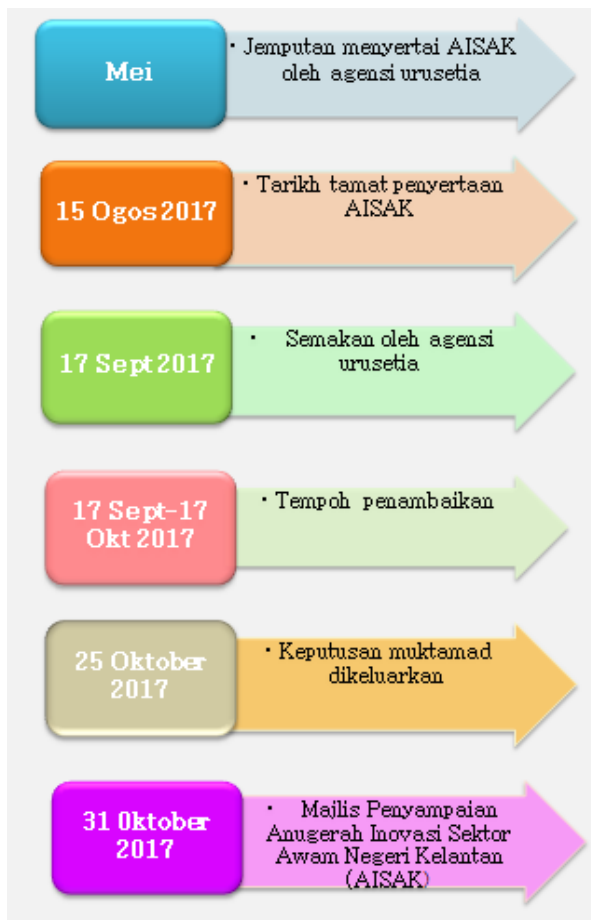 Mei
· Jemputan menyertai AISAK
oleh agensi urusetia
15 Ogos 2017
· Tarikh tamat penyertaan
AISAK
17 Sept 2017
· Semakan oleh agensi
urusetia
17 Sept-17
Okt 2017
· Tempoh penambaikan
25 Oktober
2017
· Keputusan muktamad
dikeluarkan
31 0ktober
2017
· Majlis Penyampaian
Anugerah Inovasi Sektor
Awam Negeri Kelantan
(AISAK)